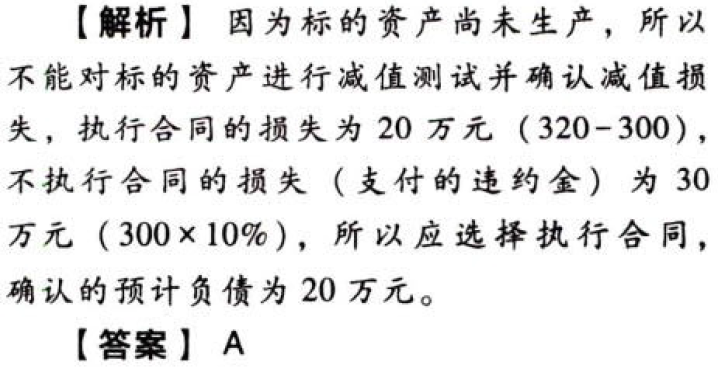 【解析】 因为标的资产尚未生产，所以
不能对标的资产进行减值测试并确认减值损
失，执行合同的损失为 20 万元（320-300），
不执行合同的损失（支付的违约金）为 30
万元（300×10%），所以应选择执行合同，
确认的预计负债为 20 万元。
【答案】 A